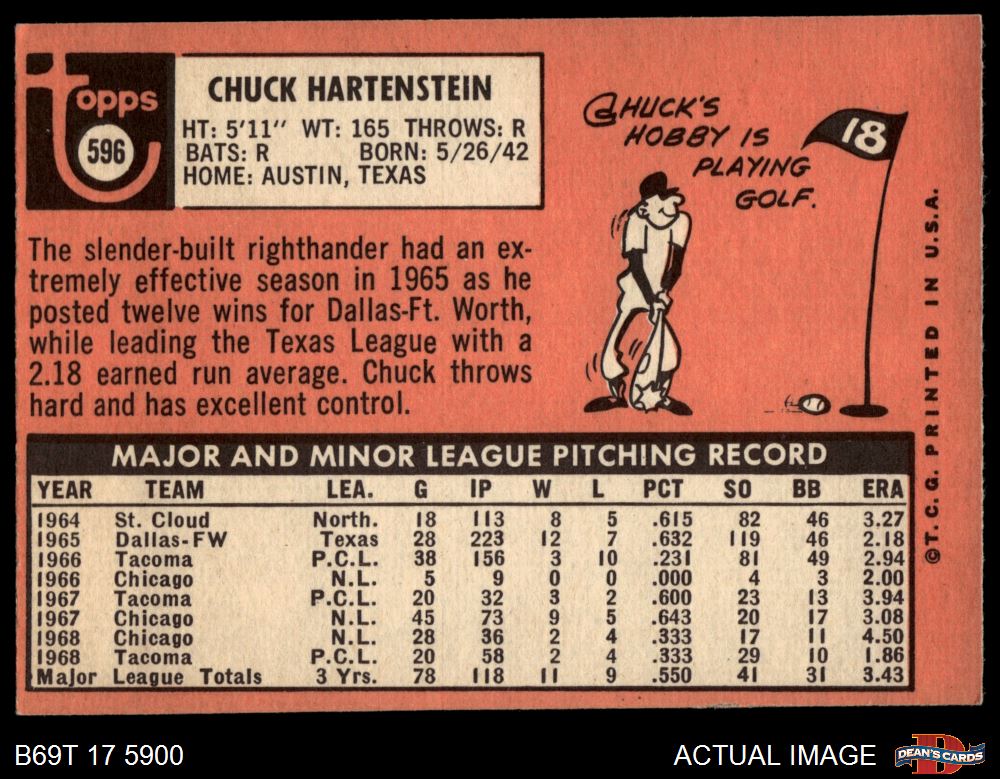 Topps
596
CHUCK HARTENSTEIN
HT: 5'11" WT: 165 THROWS: R
BATS: R BORN: 5/26/42
HOME: AUSTIN, TEXAS
The slender-built righthander had an ex-
tremely effective season in 1965 as he
posted twelve wins for Dallas-Ft. Worth,
while leading the Texas League with a
2.18 earned run average. Chuck throws
hard and has excellent control.
CHUCK'S
HOBBY IS
PLAYING
GOLF.
18
MAJOR AND MINOR LEAGUE PITCHING RECORD
YEAR TEAM LEA. G IP W L PCT SO BB ERA
1964 St. Cloud North. 18 113 8 5 .615 82 46 3.27
1965 Dallas-FW Texas 28 223 12 7 .632 119 46 2.18
1966 Tacoma P.C.L. 38 156 3 10 .231 81 49 2.94
1966 Chicago N.L. 5 9 0 0 .000 4 3 2.00
1967 Tacoma P.C.L. 20 32 3 2 .600 23 13 3.94
1967 Chicago N.L. 45 73 9 5 .643 20 17 3.08
1968 Chicago N.L. 28 36 2 4 .333 17 11 4.50
1968 Tacoma P.C.L. 20 58 2 4 .333 29 10 1.86
Major League Totals 3 Yrs. 78 118 11 9 .550 41 31 3.43
©T. C. G. PRINTED IN U.S.A.
B69T 17 5900
ACTUAL IMAGE
DEAN'S CARDS